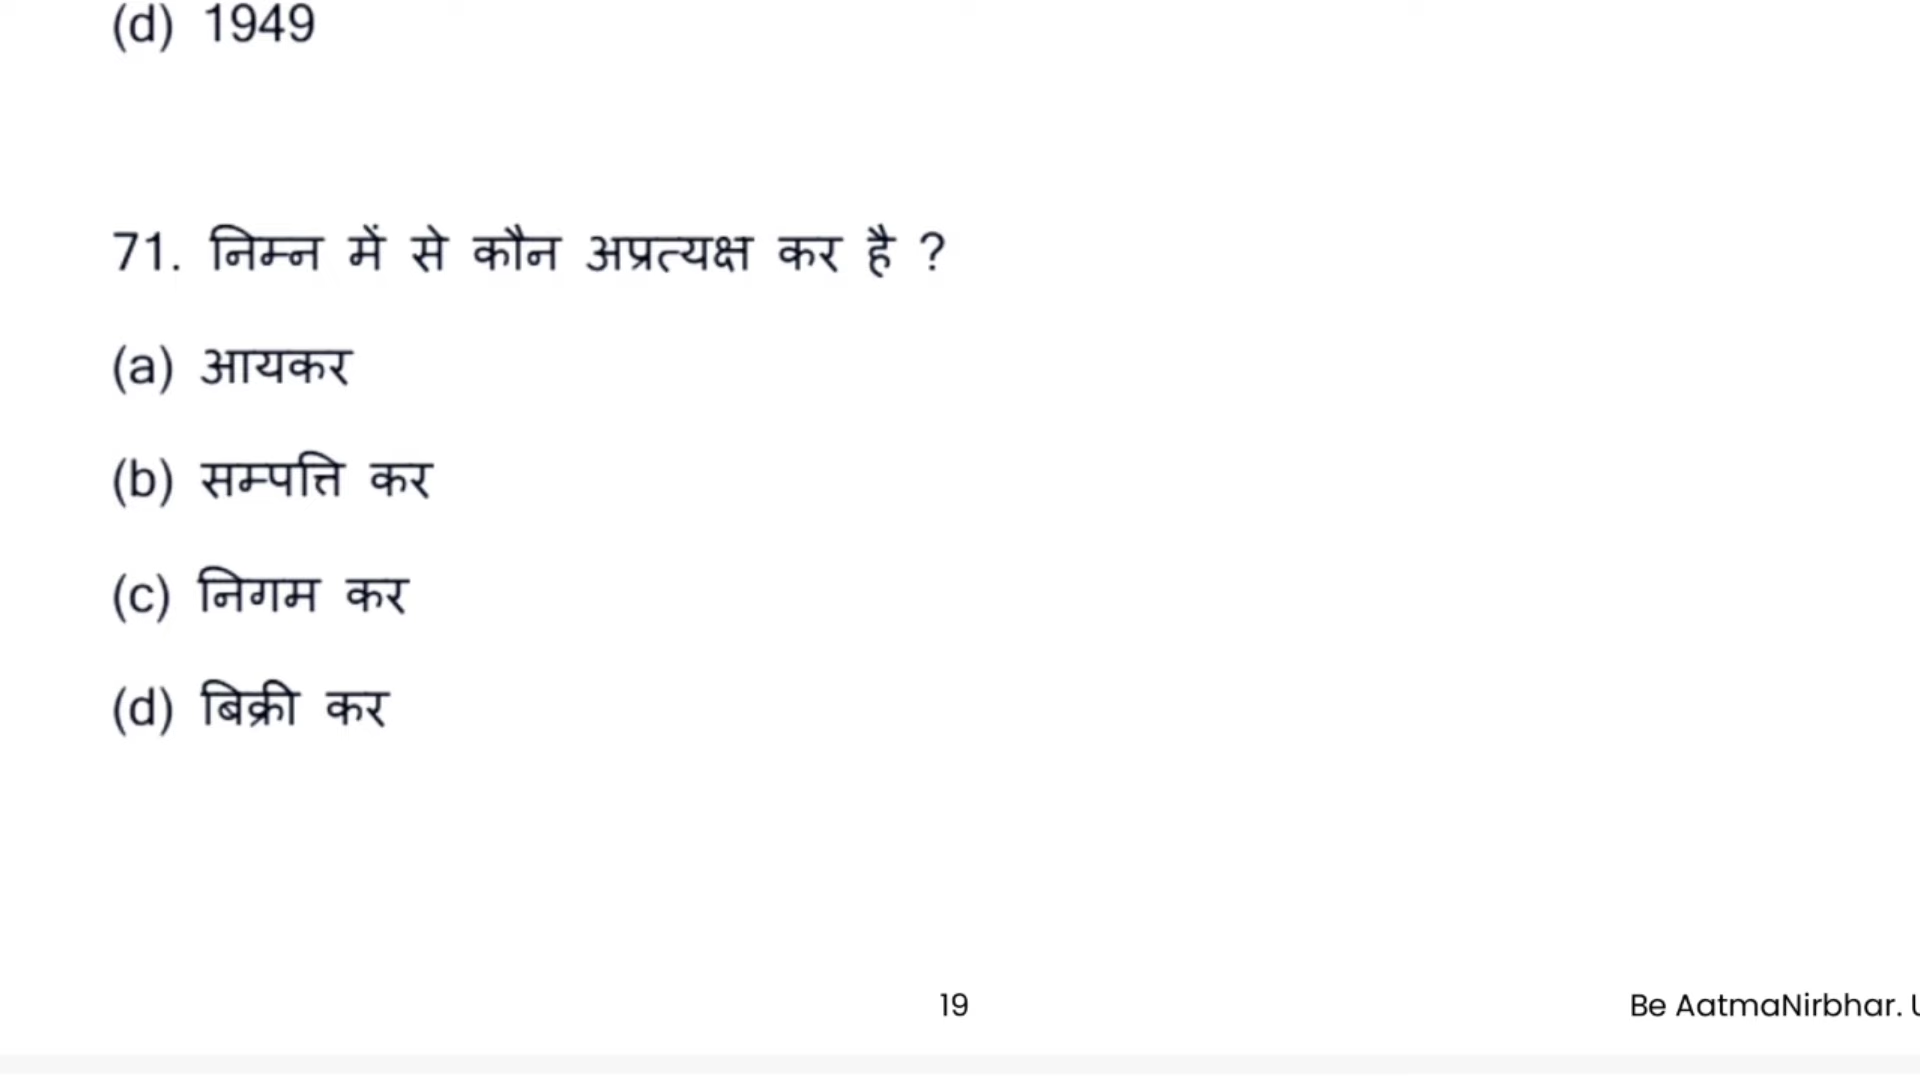 (d) 1949
71. निम्न में से कौन अप्रत्यक्ष कर है ?
(a) आयकर
(b) सम्पत्ति कर
(c) निगम कर
(d) बिक्री कर
19
Be AatmaNirbhar.